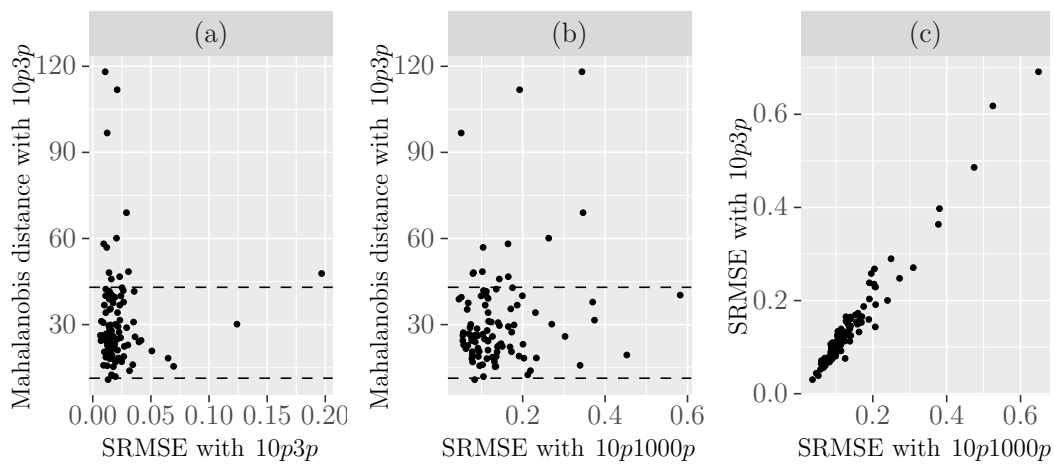 (a)
Mahalanobis distance with 10p3p
120
90
60
30
0.00 0.05 0.10 0.15 0.20
SRMSE with 10p3p
(b)
Mahalanobis distance with 10p3p
120
90
60
30
0.2 0.4 0.6
SRMSE with 10p1000p
(c)
SRMSE with 10p3p
0.6
0.4
0.2
0.0
0.2 0.4 0.6
SRMSE with 10p1000p